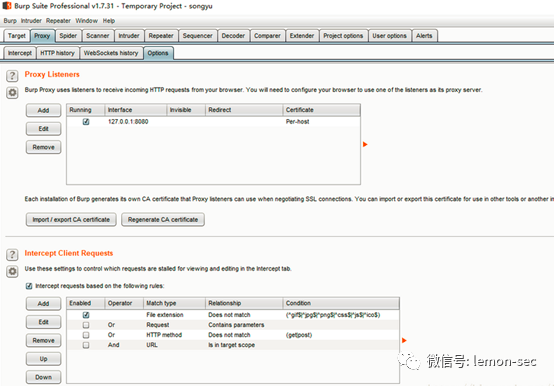 Burp Suite Professional v1.7.31 - Temporary Project - songyu
Burp Intruder Repeater Window Help
Target Proxy Spider Scanner Intruder Repeater Sequencer Decoder Comparer Extender Project options User options Alerts
Intercept HTTP history WebSockets history Options
? Proxy Listeners
Burp Proxy uses listeners to receive incoming HTTP requests from your browser. You will need to configure your browser to use one of the listeners as its proxy server.
Add Running Interface Invisible Redirect Certificate
Edit 127.0.0.1:8080 Per-host
Remove
Each installation of Burp generates its own CA certificate that Proxy listeners can use when negotiating SSL connections. You can import or export this certificate for use in other tools or another in
Import / export CA certificate Regenerate CA certificate
? Intercept Client Requests
Use these settings to control which requests are stalled for viewing and editing in the Intercept tab.
Intercept requests based on the following rules:
Add Enabled Operator Match type Relationship Condition
File extension Does not match (^gif$|^jpg$|^png$|^css$|^js$|^ico$)
Edit Or Request Contains parameters
Or HTTP method Does not match (get|post)
Remove And URL Is in target scope
Up
Down
微信号: lemon-sec